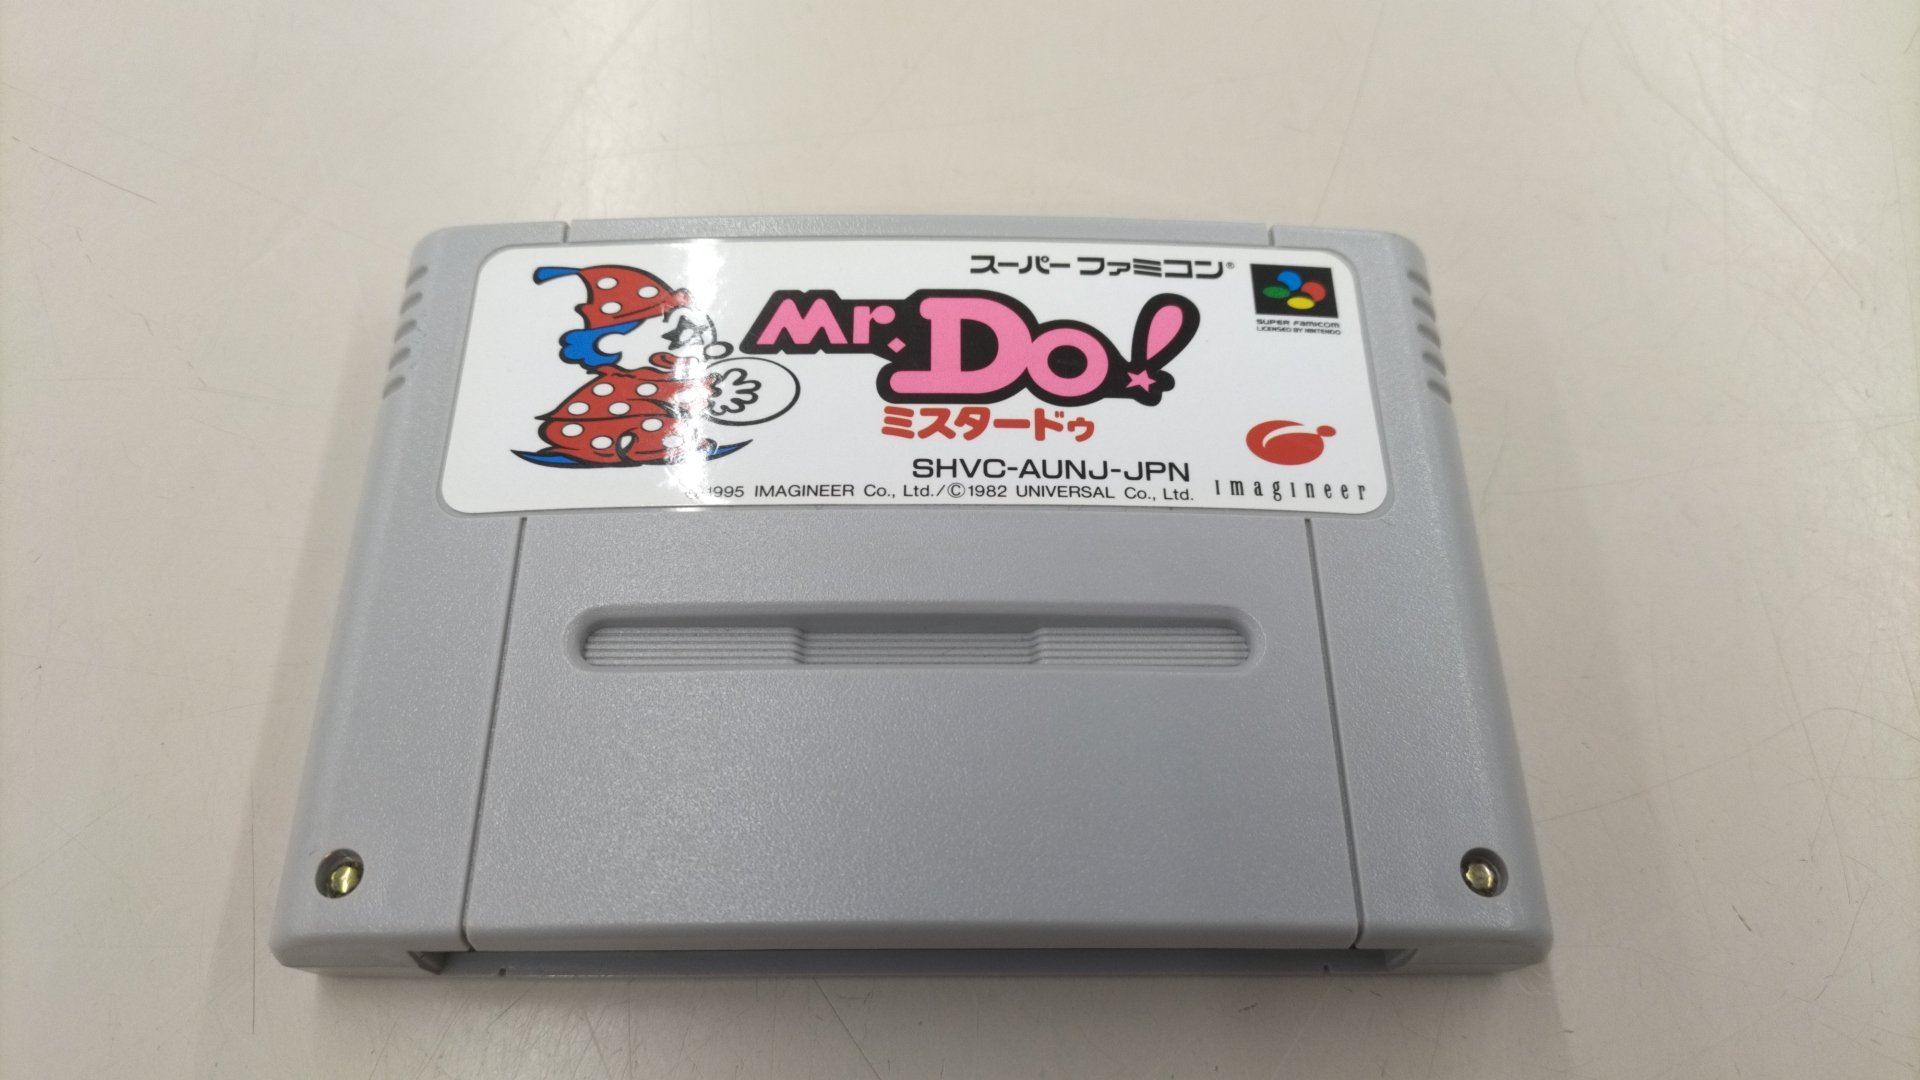 スーパーファミコン®
SUPER FAMICOM
LICENSED BY NINTENDO
Mr. Do!
ミスタードゥ
SHVC-AUNJ-JPN
©1995 IMAGINEER Co., Ltd./©1982 UNIVERSAL Co., Ltd.
imagineer